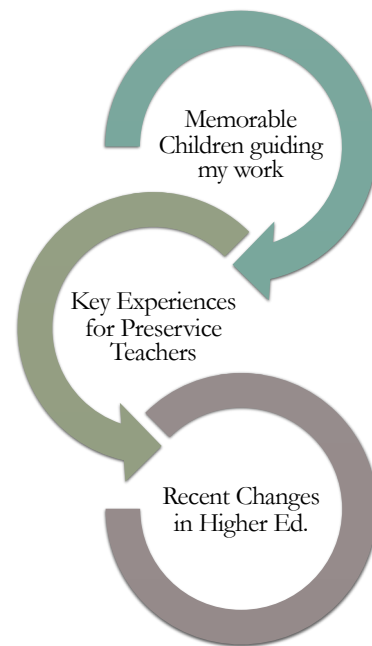 Memorable
Children guiding
my work
Key Experiences
for Preservice
Teachers
Recent Changes
in Higher Ed.